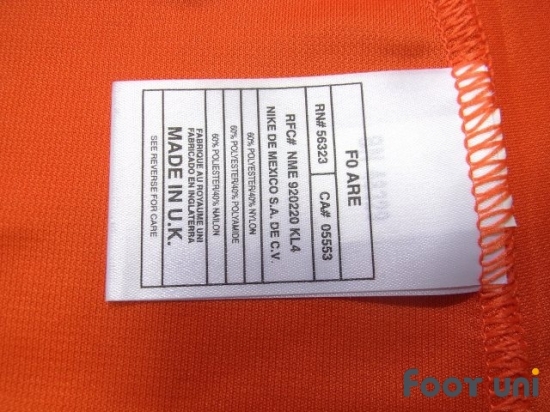 F0 ARE
RN# 56323 CA# 05553
RFC# NME 920220 KL4
NIKE DE MEXICO S.A. DE C.V.
60% POLYESTER/40% NYLON
60% POLYESTER/40% POLYAMIDE
60% POLIESTER/40% NAILON
FABRIQUE AU ROYAUME UNI
FABRICADO EN INGLATERRA
MADE IN U.K.
SEE REVERSE FOR CARE
FOOT uni